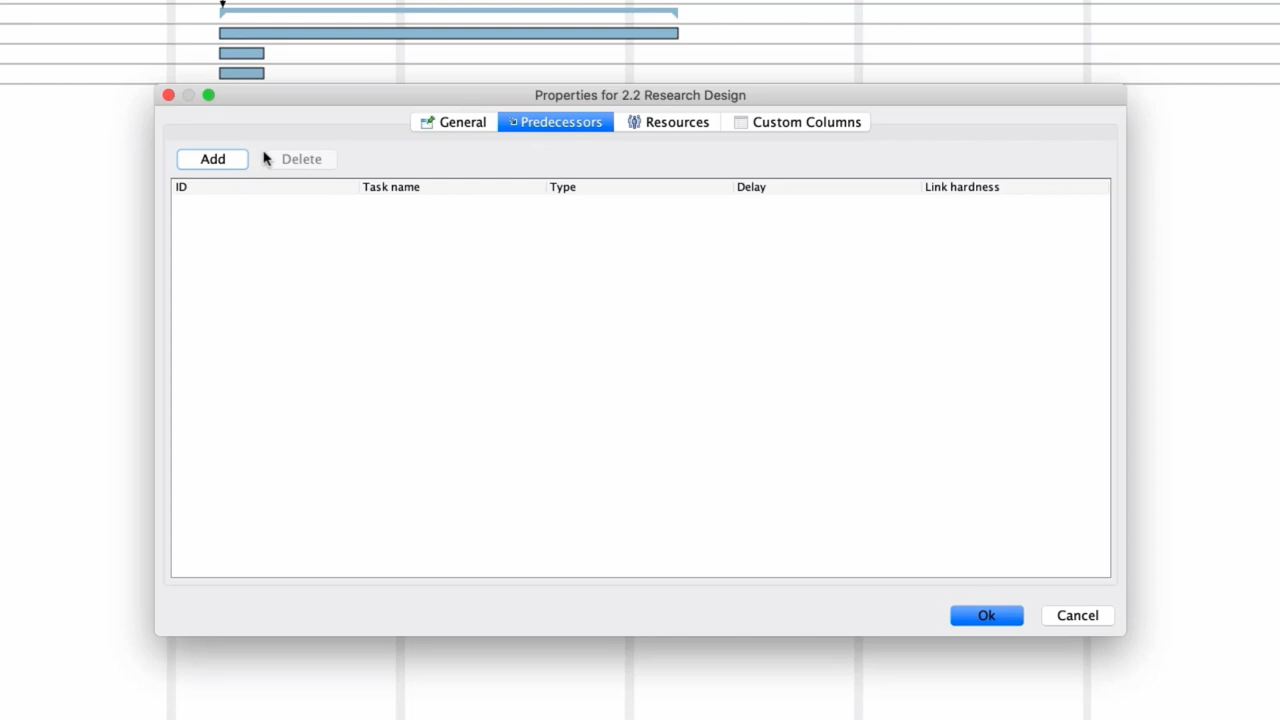 Properties for 2.2 Research Design
General Predecessors Resources Custom Columns
Add Delete
ID Task name Type Delay Link hardness
Ok Cancel